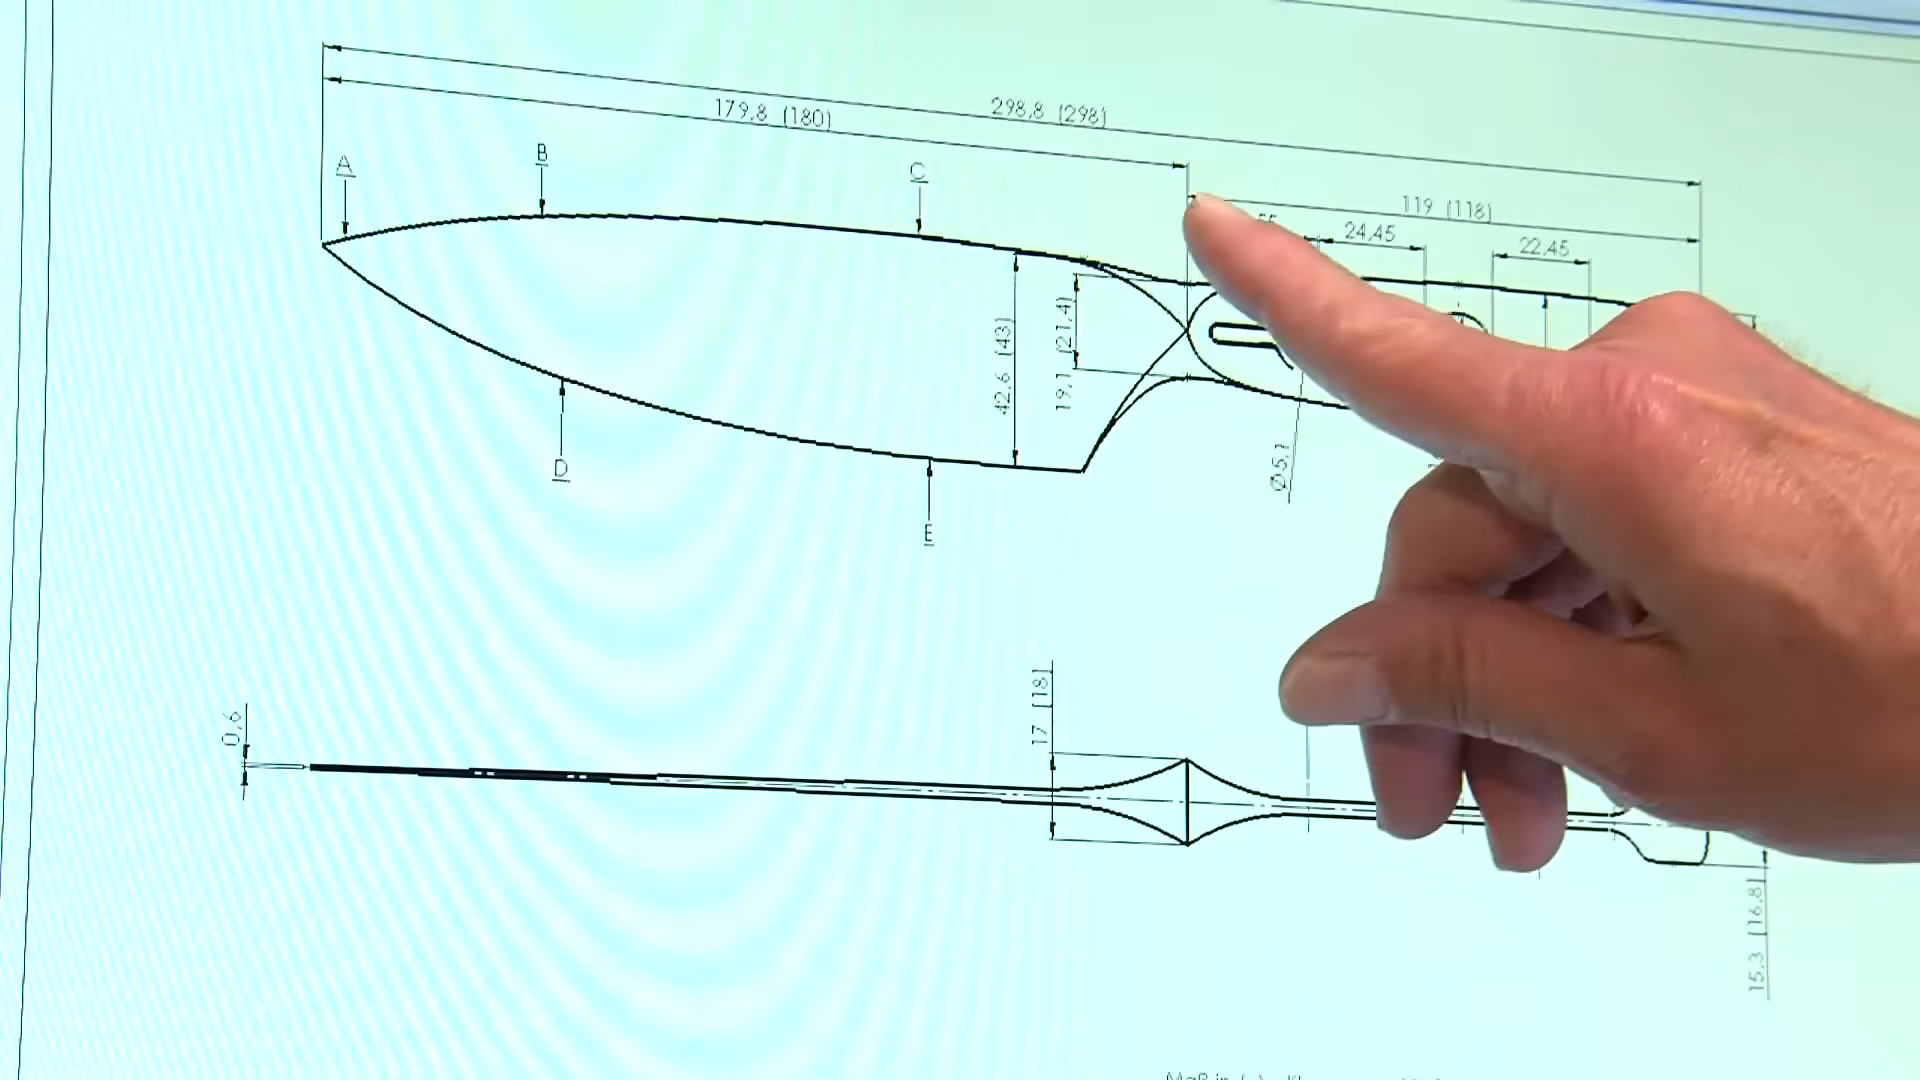 298,8 (298)
179,8 (180)
A
B
C
119 (118)
24,45
22,45
42,6 (43)
19,1 (21,4)
Ø5,1
D
E
0,6
17 (18)
15,3 (16,8)